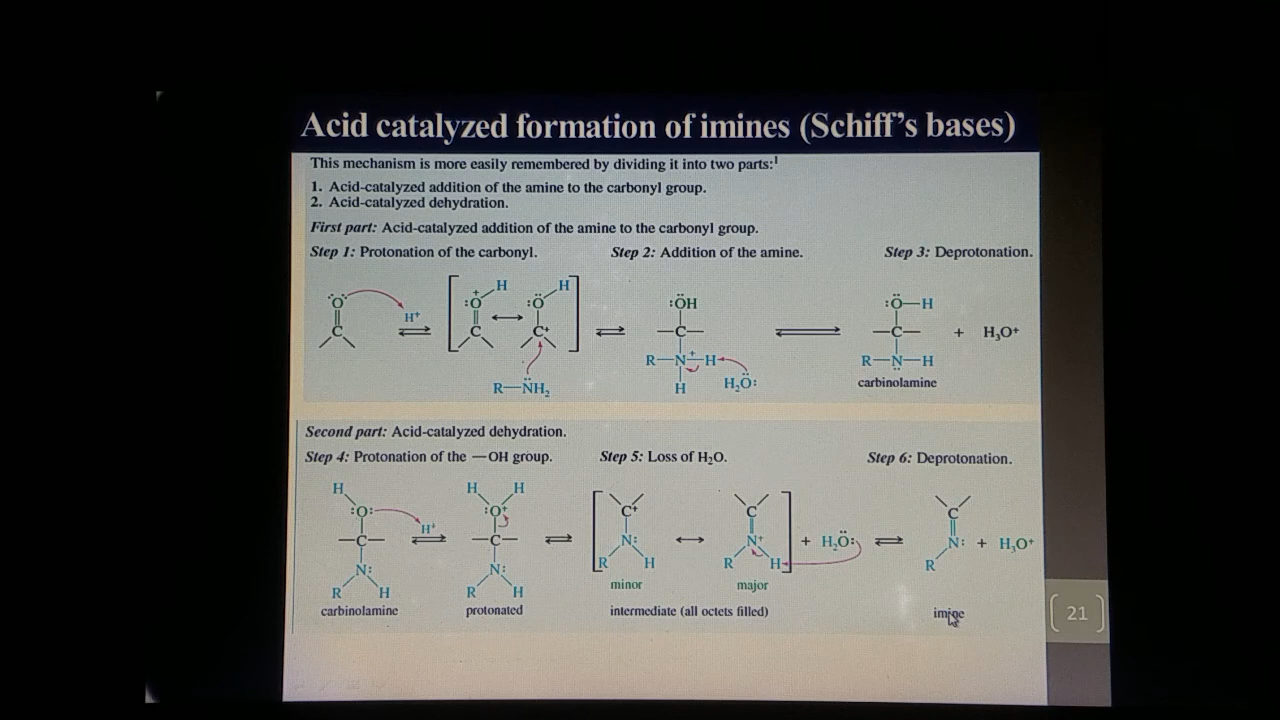 Acid catalyzed formation of imines (Schiff's bases)
This mechanism is more easily remembered by dividing it into two parts:¹
1. Acid-catalyzed addition of the amine to the carbonyl group.
2. Acid-catalyzed dehydration.
First part: Acid-catalyzed addition of the amine to the carbonyl group.
Step 1: Protonation of the carbonyl. Step 2: Addition of the amine. Step 3: Deprotonation.
H H
:Ö :O⁺ :Ö :ÖH :Ö—H
H⁺
C C C⁺ —C— —C— + H₃O⁺
R—N⁺—H R—N̈—H
R—N̈H₂ H H₂Ö: carbinolamine
Second part: Acid-catalyzed dehydration.
Step 4: Protonation of the —OH group. Step 5: Loss of H₂O. Step 6: Deprotonation.
H H H
:O: :O⁺ C⁺ C C
H⁺
—C— —C— N: N⁺ + H₂Ö: N: + H₃O⁺
N: N: R H R H R
R H R H minor major
carbinolamine protonated intermediate (all octets filled) imine
21